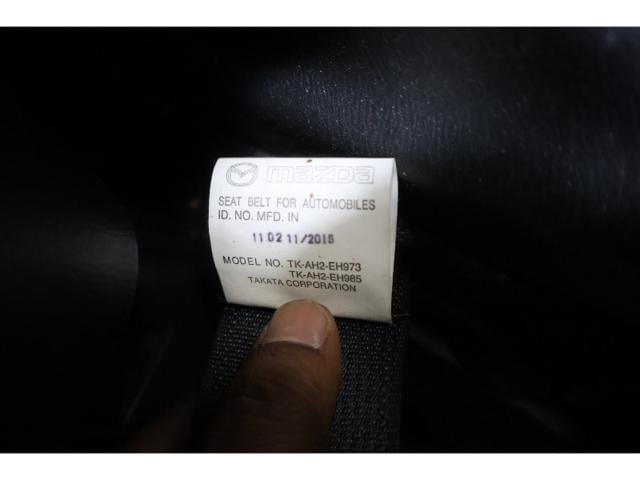 mazda
SEAT BELT FOR AUTOMOBILES
ID. NO. MFD. IN
11 02 11/2015
MODEL NO. TK-AH2-EH973
TK-AH2-EH985
TAKATA CORPORATION